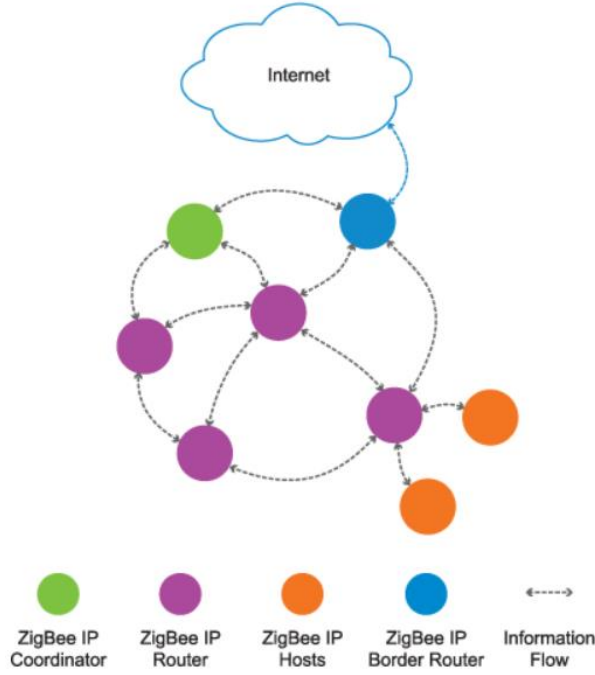 Internet
ZigBee IP
Coordinator
ZigBee IP
Router
ZigBee IP
Hosts
ZigBee IP
Border Router
Information
Flow